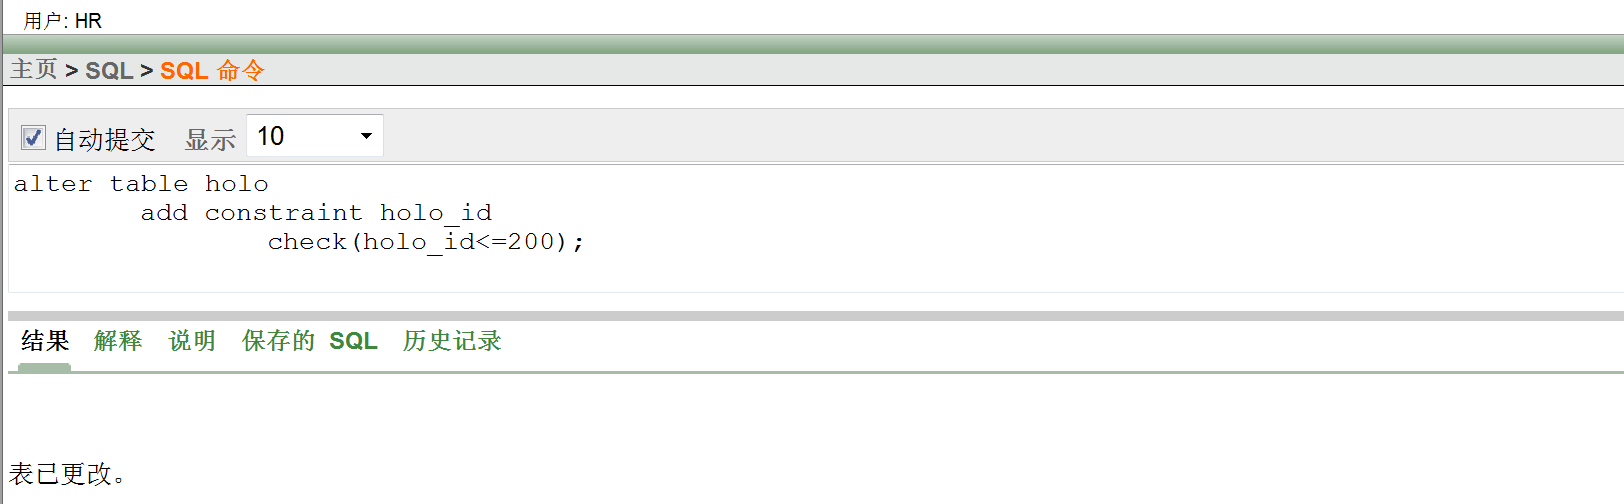 用户: HR
主页 > SQL > SQL 命令
自动提交 显示 10
alter table holo
add constraint holo_id
check(holo_id<=200);
结果 解释 说明 保存的 SQL 历史记录
表已更改。